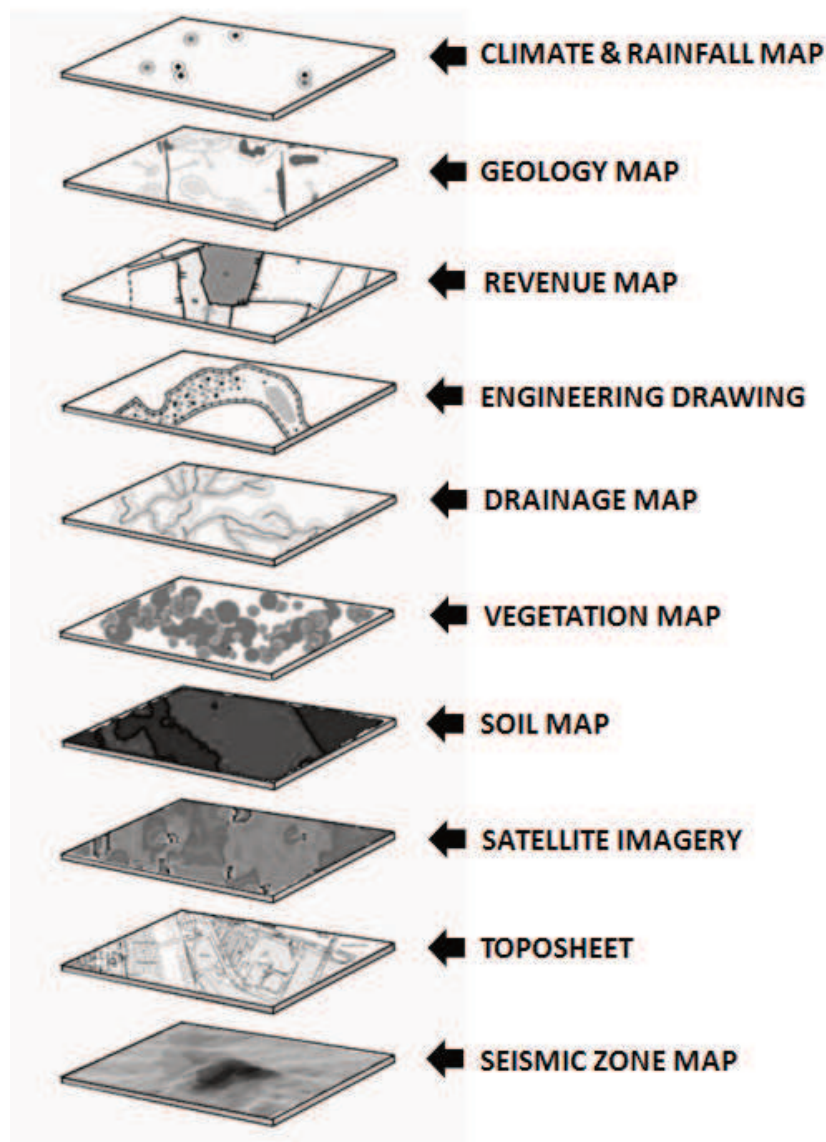 CLIMATE & RAINFALL MAP
GEOLOGY MAP
REVENUE MAP
ENGINEERING DRAWING
DRAINAGE MAP
VEGETATION MAP
SOIL MAP
SATELLITE IMAGERY
TOPOSHEET
SEISMIC ZONE MAP